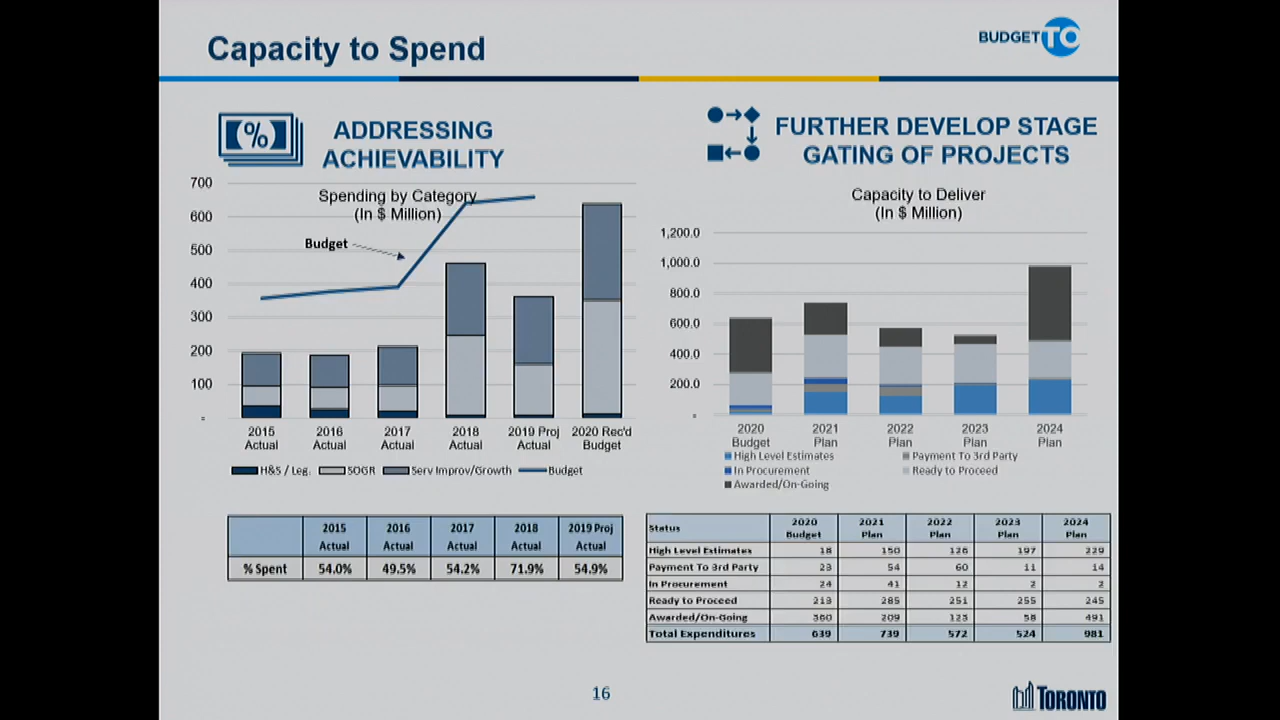 Capacity to Spend
BUDGETTO
%
ADDRESSING
ACHIEVABILITY
FURTHER DEVELOP STAGE
GATING OF PROJECTS
Spending by Category
(In $ Million)
Budget
700
600
500
400
300
200
100
-
2015 Actual
2016 Actual
2017 Actual
2018 Actual
2019 Proj Actual
2020 Rec'd Budget
H&S / Leg. SOGR Serv Improv/Growth Budget
Capacity to Deliver
(In $ Million)
1,200.0
1,000.0
800.0
600.0
400.0
200.0
-
2020 Budget
2021 Plan
2022 Plan
2023 Plan
2024 Plan
High Level Estimates Payment To 3rd Party
In Procurement Ready to Proceed
Awarded/On-Going
2015 Actual 2016 Actual 2017 Actual 2018 Actual 2019 Proj Actual
% Spent 54.0% 49.5% 54.2% 71.9% 54.9%
Status 2020 Budget 2021 Plan 2022 Plan 2023 Plan 2024 Plan
High Level Estimates 18 150 126 197 229
Payment To 3rd Party 23 54 60 11 14
In Procurement 24 41 12 2 2
Ready to Proceed 213 285 251 255 245
Awarded/On-Going 360 209 123 58 491
Total Expenditures 639 739 572 524 981
16
TORONTO